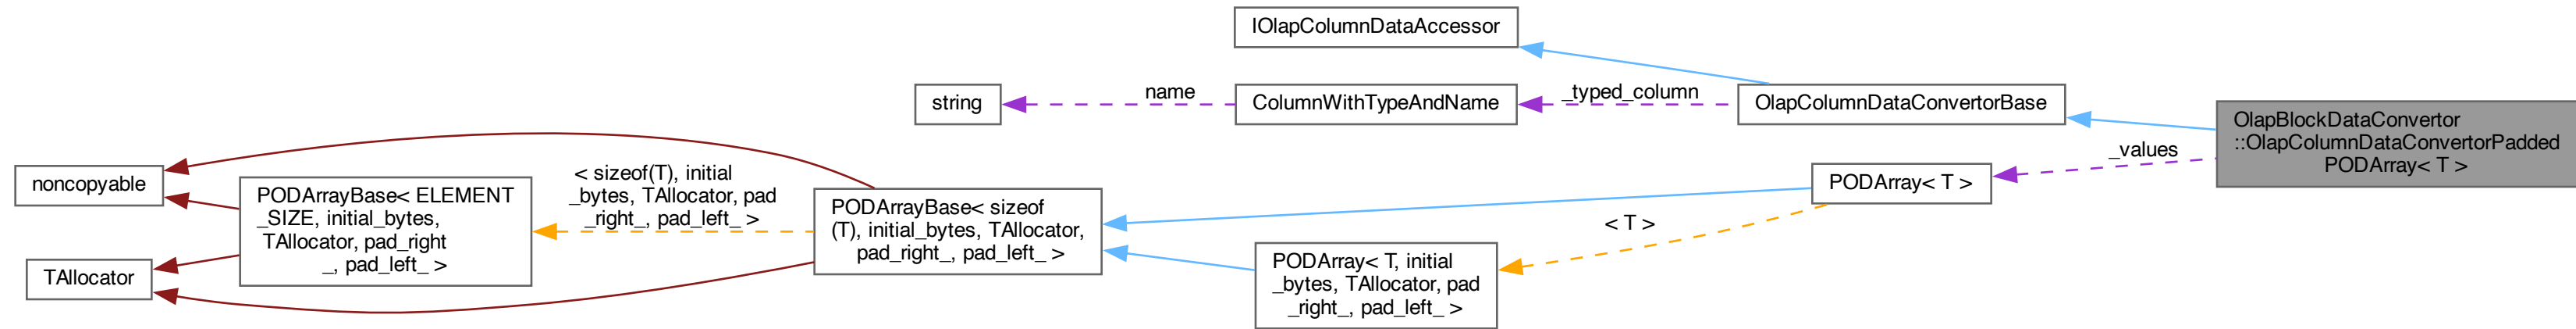 IOlapColumnDataAccessor
string
name
ColumnWithTypeAndName
_typed_column
OlapColumnDataConvertorBase
OlapBlockDataConvertor
::OlapColumnDataConvertorPadded
PODArray< T >
_values
noncopyable
PODArrayBase< ELEMENT
_SIZE, initial_bytes,
TAllocator, pad_right
_, pad_left_ >
< sizeof(T), initial
_bytes, TAllocator, pad
_right_, pad_left_ >
PODArrayBase< sizeof
(T), initial_bytes, TAllocator,
pad_right_, pad_left_ >
PODArray< T >
< T >
TAllocator
PODArray< T, initial
_bytes, TAllocator, pad
_right_, pad_left_ >